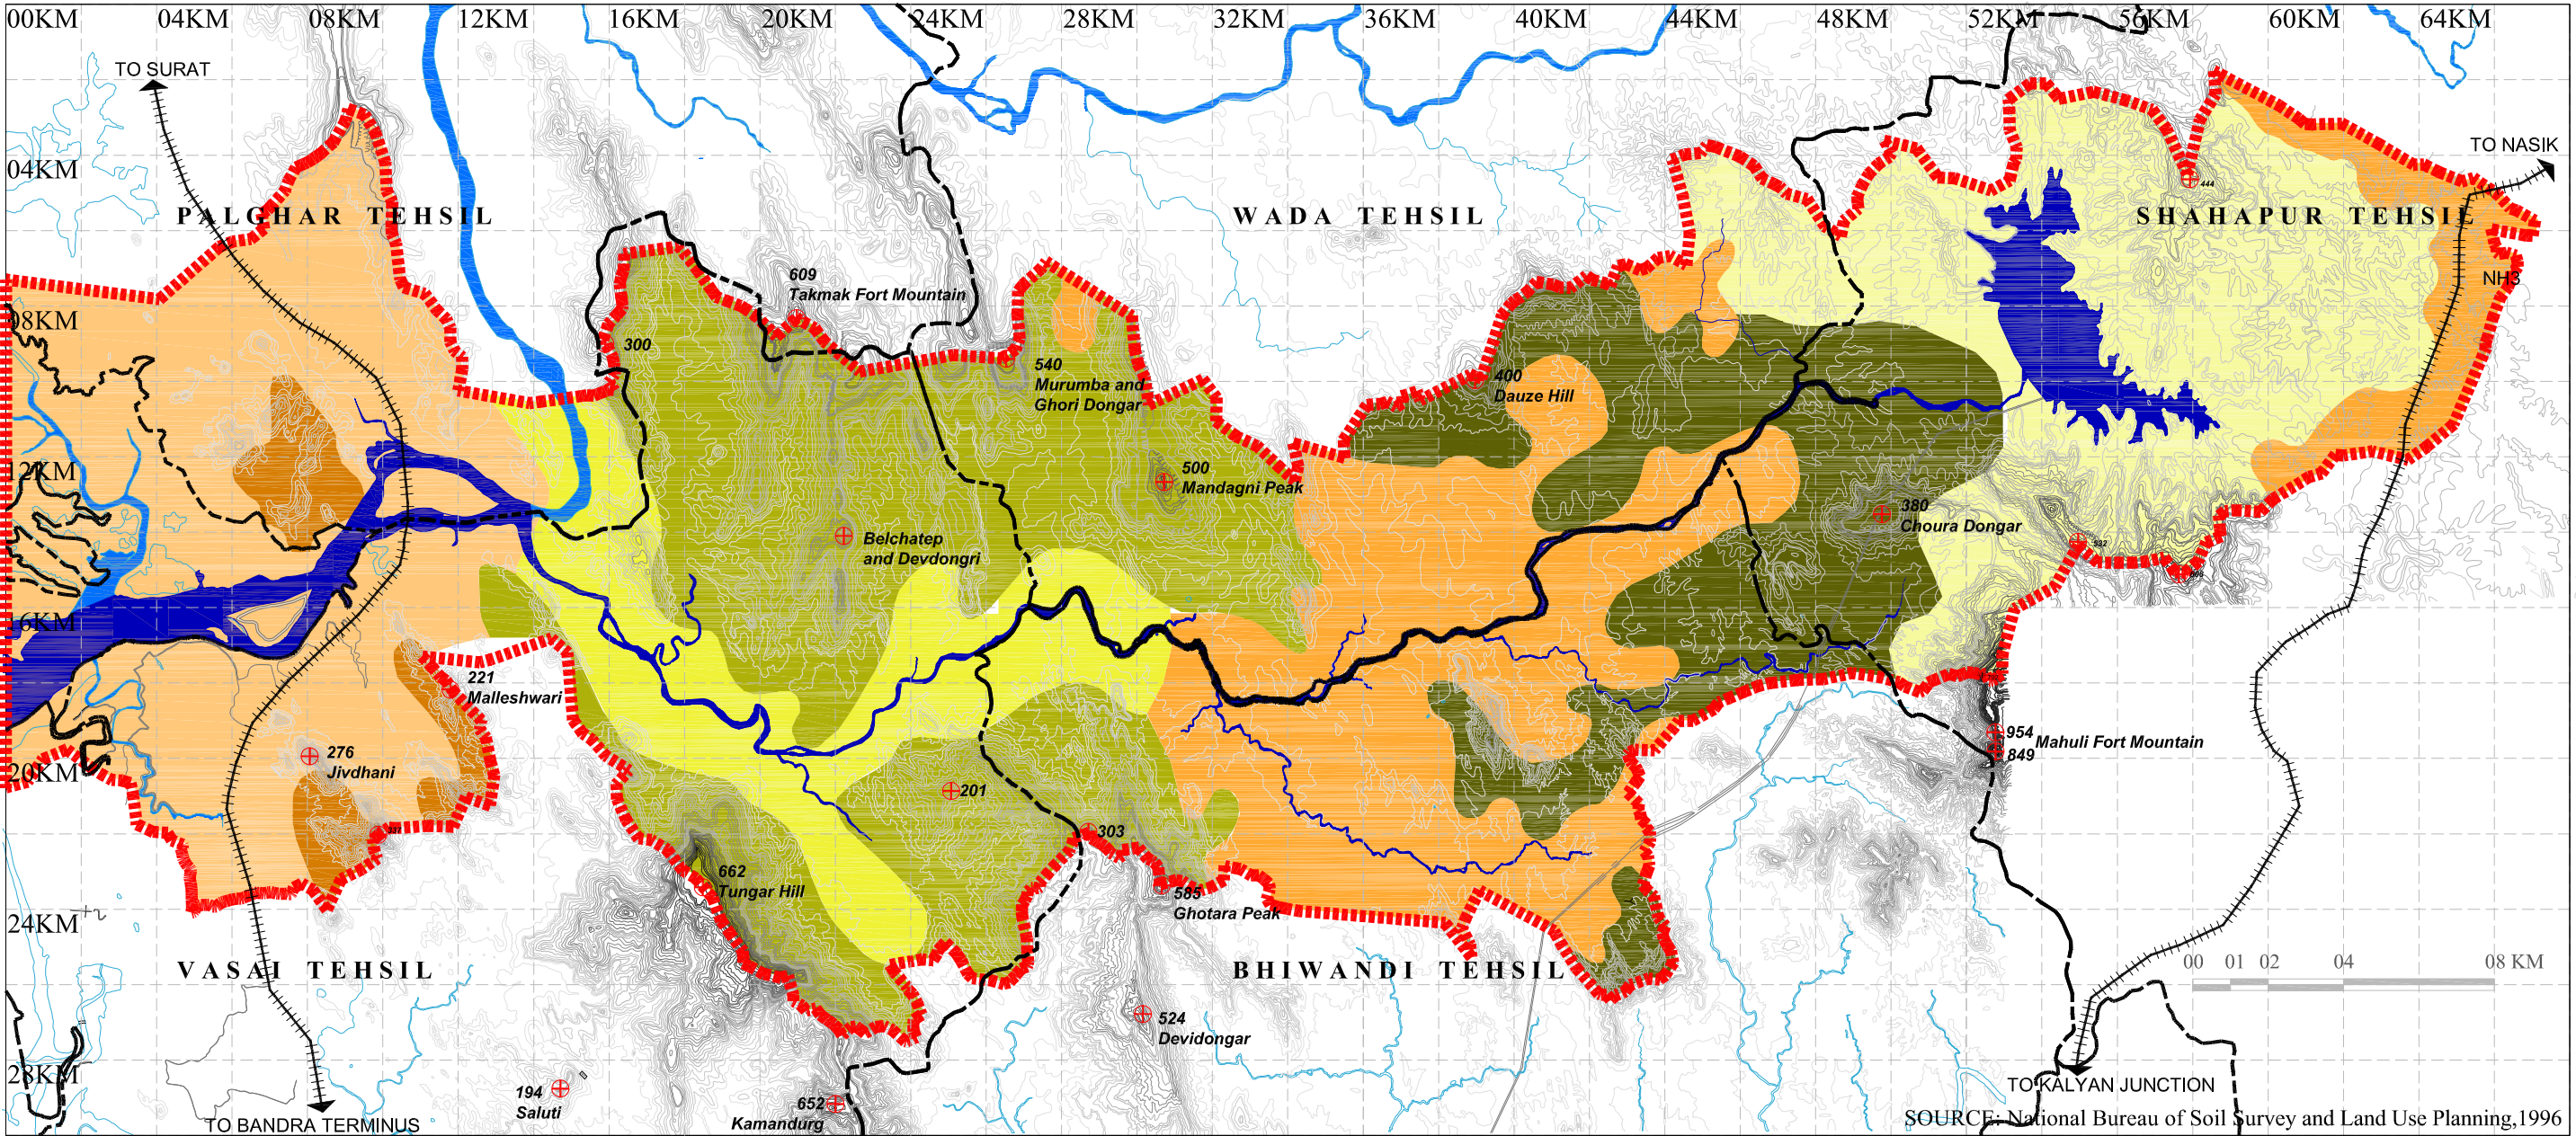 00KM 04KM 08KM 12KM 16KM 20KM 24KM 28KM 32KM 36KM 40KM 44KM 48KM 52KM 56KM 60KM 64KM
TO SURAT
TO NASIK
04KM
444
PALGHAR TEHSIL
WADA TEHSIL
SHAHAPUR TEHSIL
609
Takmak Fort Mountain
NH3
08KM
300
540
Murumba and
Ghori Dongar
400
Dauze Hill
12KM
500
Mandagni Peak
380
Choura Dongar
Belchatep
and Devdongri
532
16KM
221
Malleshwari
276
Jivdhani
20KM
954
Mahuli Fort Mountain
849
201
303
662
Tungar Hill
585
Ghotara Peak
24KM
VASAI TEHSIL
BHIWANDI TEHSIL
00 01 02 04 08 KM
524
Devidongar
28KM
194
Saluti
652
Kamandurg
TO KALYAN JUNCTION
TO BANDRA TERMINUS
SOURCE: National Bureau of Soil Survey and Land Use Planning,1996